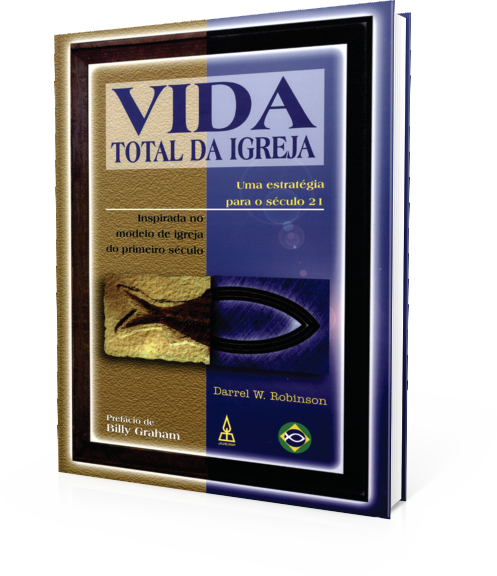 VIDA
TOTAL DA IGREJA
Uma estratégia
para o século 21
Inspirada no
modelo de igreja
do primeiro século
Darrel W. Robinson
Prefácio de
Billy Graham